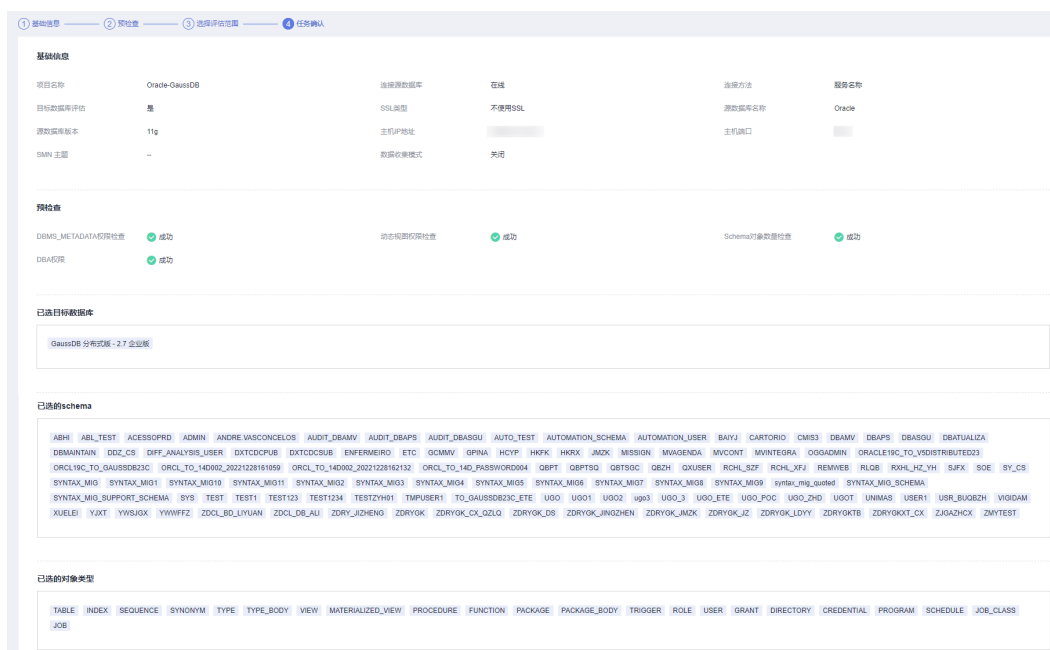 1 基础信息 2 预检查 3 选择评估范围 4 任务确认
基础信息
项目名称 Oracle-GaussDB 连接源数据库 在线 连接方法 服务名称
目标数据库评估 是 SSL类型 不使用SSL 源数据库名称 Oracle
源数据库版本 11g 主机IP地址 主机端口
SMN 主题 -- 数据收集模式 关闭
预检查
DBMS_METADATA权限检查 成功 动态视图权限检查 成功 Schema对象数量检查 成功
DBA权限 成功
已选目标数据库
GaussDB 分布式版 - 2.7 企业版
已选的schema
ABHI ABL_TEST ACESSOPRD ADMIN ANDRE.VASCONCELOS AUDIT_DBAMV AUDIT_DBAPS AUDIT_DBASGU AUTO_TEST AUTOMATION_SCHEMA AUTOMATION_USER BAIYJ CARTORIO CMIS3 DBAMV DBAPS DBASGU DBATUALIZA
DBMAINTAIN DDZ_CS DIFF_ANALYSIS_USER DXTCDCPUB DXTCDCSUB ENFERMEIRO ETC GCMMV GPINA HCYP HKFK HKRX JMZK MISSIGN MVAGENDA MVCONT MVINTEGRA OGGADMIN ORACLE19C_TO_V5DISTRIBUTED23
ORCL19C_TO_GAUSSDB23C ORCL_TO_14D002_20221228161059 ORCL_TO_14D002_20221228162132 ORCL_TO_14D_PASSWORD004 QBPT QBPTSQ QBTSGC QBZH QXUSER RCHL_SZF RCHL_XFJ REMWEB RLQB RXHL_HZ_YH SJFX SOE SY_CS
SYNTAX_MIG SYNTAX_MIG1 SYNTAX_MIG10 SYNTAX_MIG11 SYNTAX_MIG2 SYNTAX_MIG3 SYNTAX_MIG4 SYNTAX_MIG5 SYNTAX_MIG6 SYNTAX_MIG7 SYNTAX_MIG8 SYNTAX_MIG9 syntax_mig_quoted SYNTAX_MIG_SCHEMA
SYNTAX_MIG_SUPPORT_SCHEMA SYS TEST TEST1 TEST123 TEST1234 TESTZYH01 TMPUSER1 TO_GAUSSDB23C_ETE UGO UGO1 UGO2 ugo3 UGO_3 UGO_ETE UGO_POC UGO_ZHD UGOT UNIMAS USER1 USR_BUQBZH VIGIDAM
XUELEI YJXT YWSJGX YWWFFZ ZDCL_BD_LIYUAN ZDCL_DB_ALI ZDRY_JIZHENG ZDRYGK ZDRYGK_CX_QZLQ ZDRYGK_DS ZDRYGK_JINGZHEN ZDRYGK_JMZK ZDRYGK_JZ ZDRYGK_LDYY ZDRYGKTB ZDRYGKXT_CX ZJGAZHCX ZMYTEST
已选的对象类型
TABLE INDEX SEQUENCE SYNONYM TYPE TYPE_BODY VIEW MATERIALIZED_VIEW PROCEDURE FUNCTION PACKAGE PACKAGE_BODY TRIGGER ROLE USER GRANT DIRECTORY CREDENTIAL PROGRAM SCHEDULE JOB_CLASS
JOB